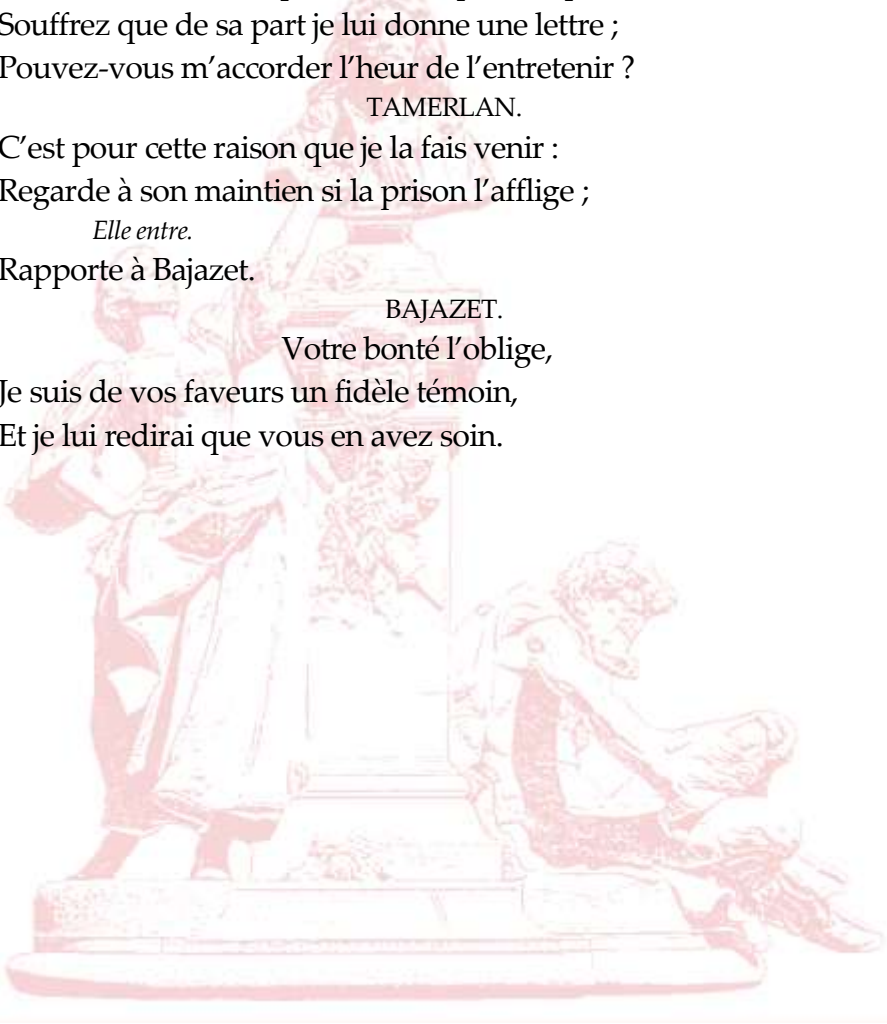 Souffrez que de sa part je lui donne une lettre ;
Pouvez-vous m’accorder l’heur de l’entretenir ?
TAMERLAN.
C’est pour cette raison que je la fais venir :
Regarde à son maintien si la prison l’afflige ;
Elle entre.
Rapporte à Bajazet.
BAJAZET.
Votre bonté l’oblige,
Je suis de vos faveurs un fidèle témoin,
Et je lui redirai que vous en avez soin.